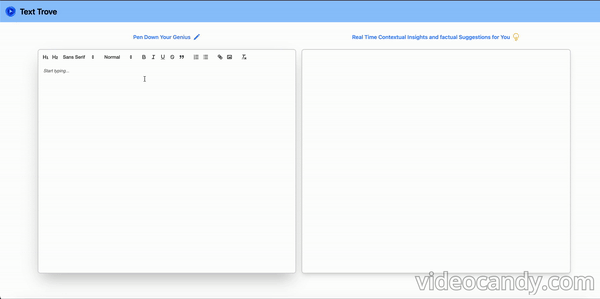 Text Trove
Pen Down Your Genius
Real Time Contextual Insights and factual Suggestions for You
H1 H2 Sans Serif Normal B I U S
Start typing...
videocandy.com